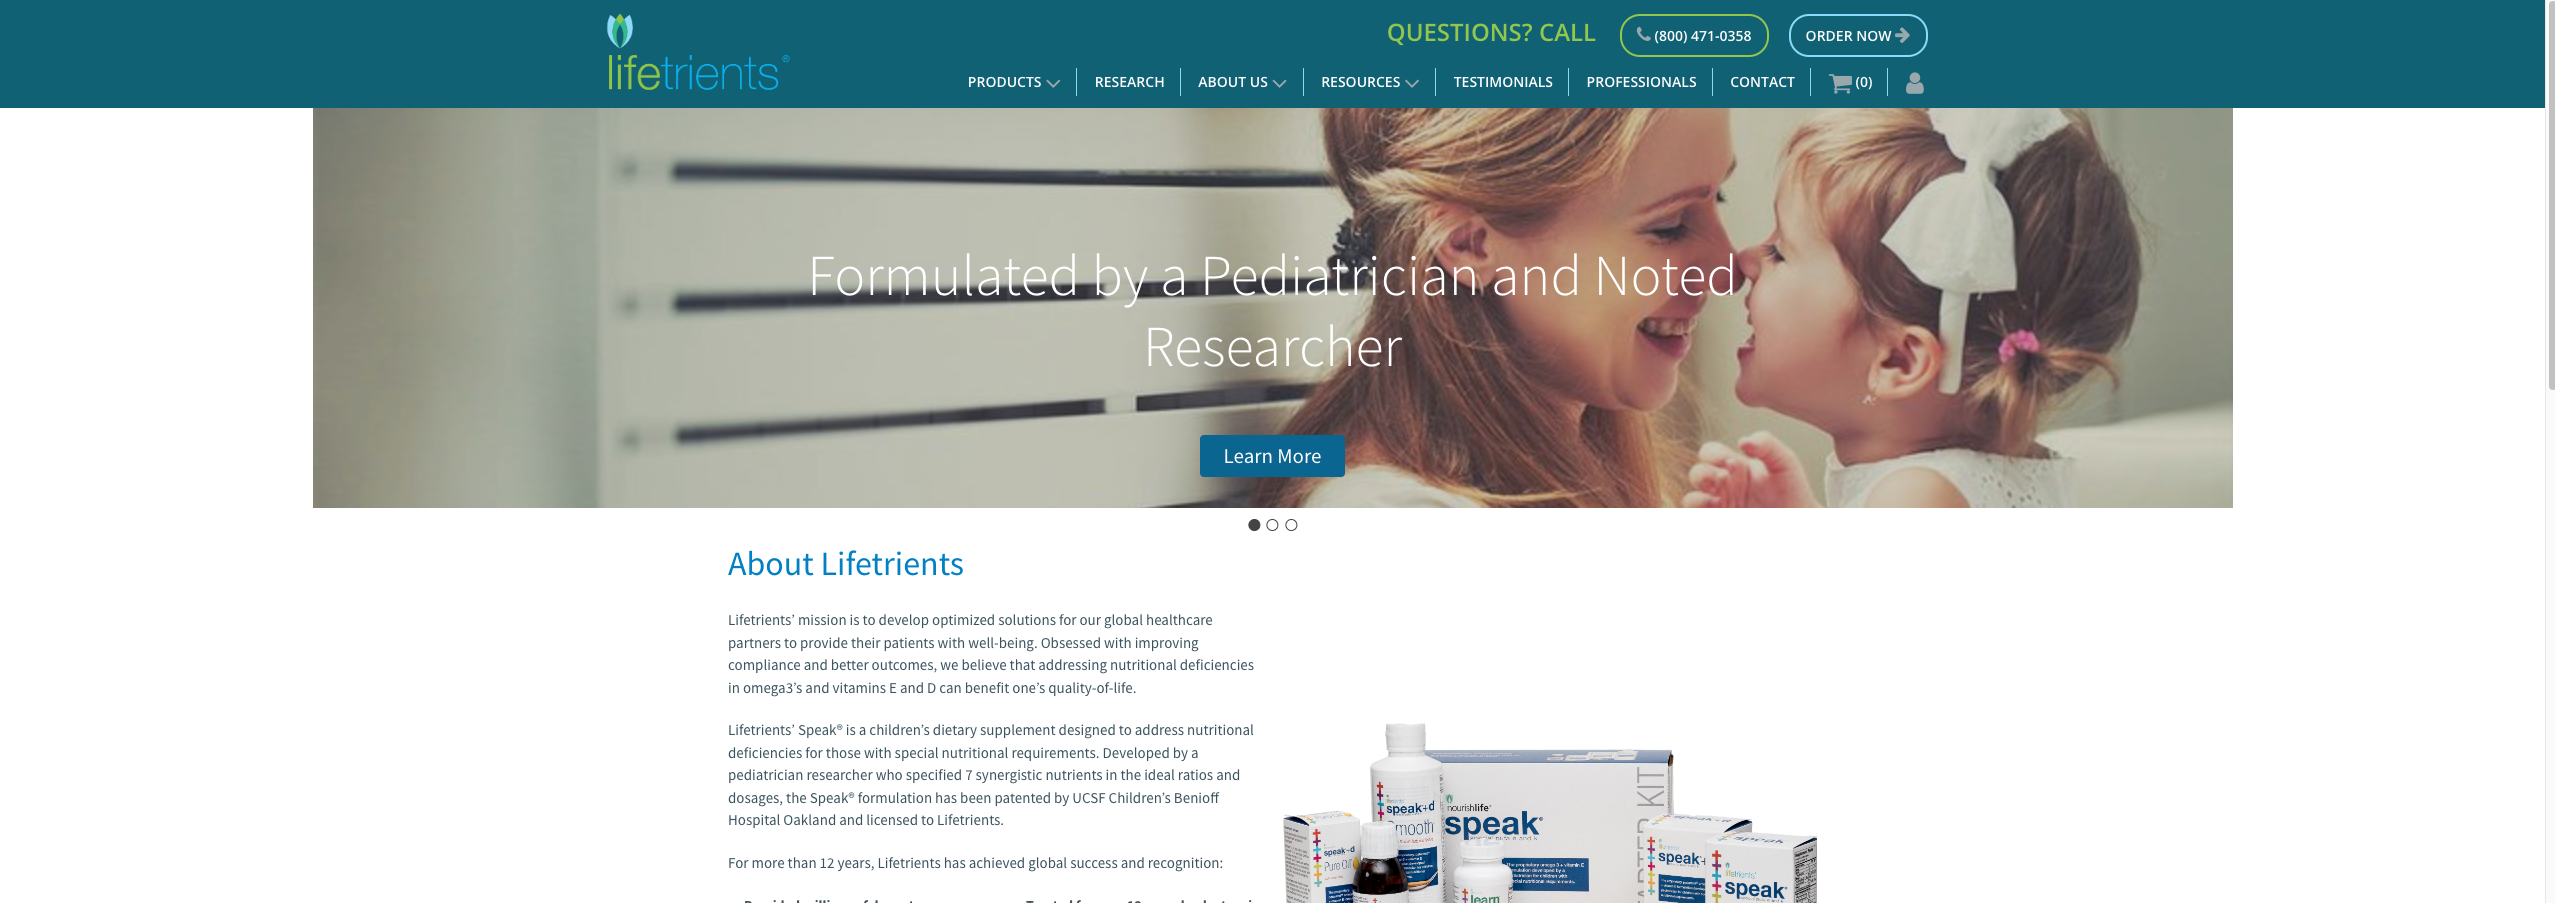 lifetrients®
QUESTIONS? CALL
(800) 471-0358
ORDER NOW
PRODUCTS
RESEARCH
ABOUT US
RESOURCES
TESTIMONIALS
PROFESSIONALS
CONTACT
(0)
Formulated by a Pediatrician and Noted
Researcher
Learn More
About Lifetrients
Lifetrients’ mission is to develop optimized solutions for our global healthcare
partners to provide their patients with well-being. Obsessed with improving
compliance and better outcomes, we believe that addressing nutritional deficiencies
in omega3’s and vitamins E and D can benefit one’s quality-of-life.
Lifetrients’ Speak® is a children’s dietary supplement designed to address nutritional
deficiencies for those with special nutritional requirements. Developed by a
pediatrician researcher who specified 7 synergistic nutrients in the ideal ratios and
dosages, the Speak® formulation has been patented by UCSF Children’s Benioff
Hospital Oakland and licensed to Lifetrients.
For more than 12 years, Lifetrients has achieved global success and recognition:
speak+d
Smooth
nourishlife
speak
KIT
speak+d
Pure Oil
learn
speak
speak